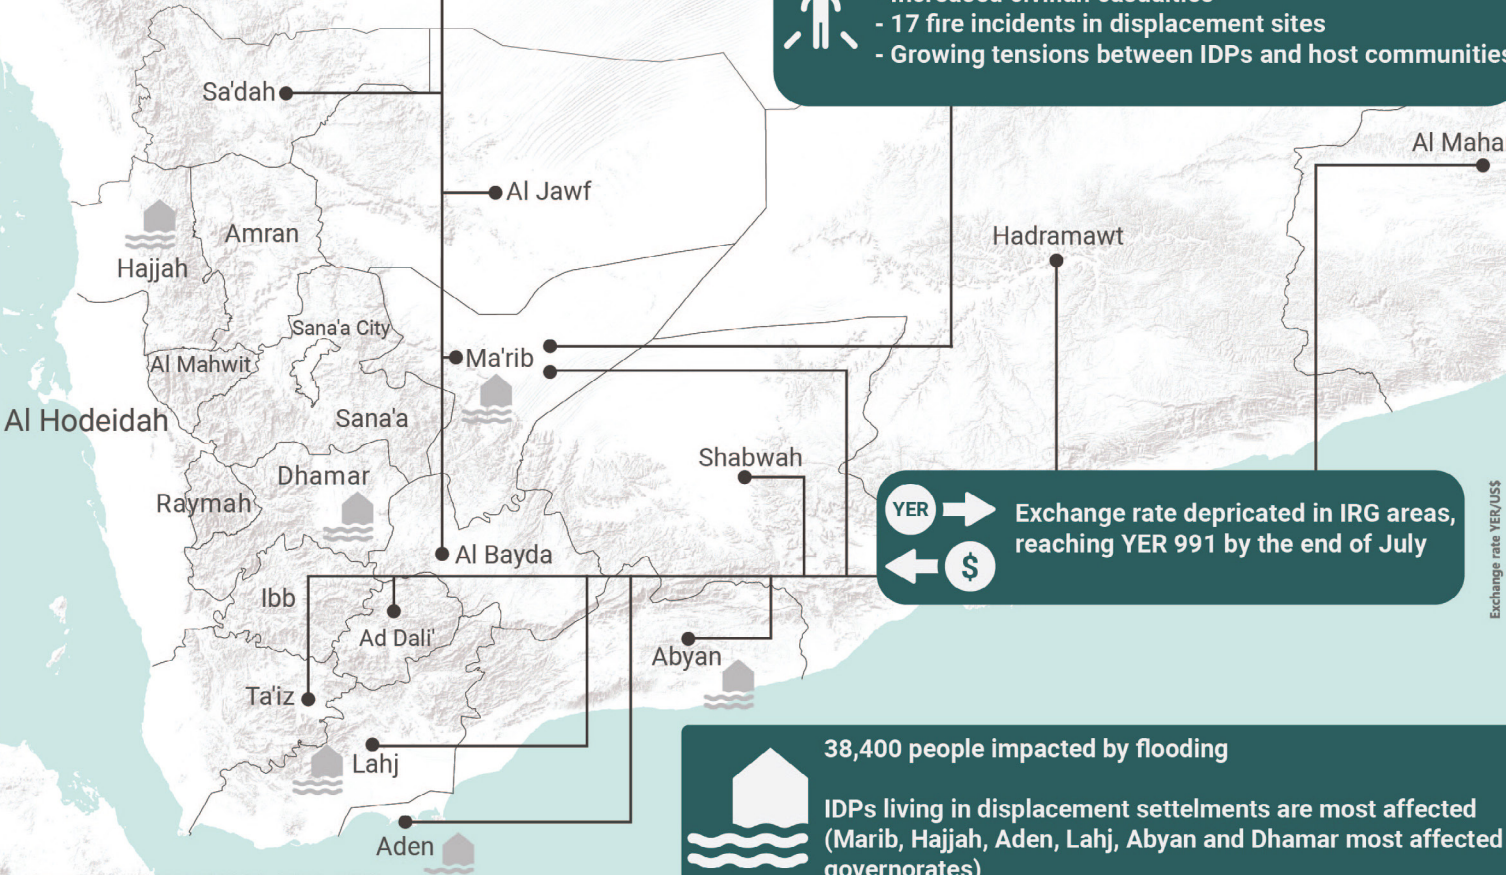 - 17 fire incidents in displacement sites
- Growing tensions between IDPs and host communities
Sa'dah
Al Maha
Al Jawf
Amran
Hadramawt
Hajjah
Sana'a City
Ma'rib
Al Mahwit
Al Hodeidah
Sana'a
Shabwah
Dhamar
Raymah
YER
Exchange rate depricated in IRG areas,
reaching YER 991 by the end of July
$
Exchange rate YER/US$
Al Bayda
Ibb
Ad Dali'
Abyan
Ta'iz
Lahj
Aden
38,400 people impacted by flooding
IDPs living in displacement settelments are most affected
(Marib, Hajjah, Aden, Lahj, Abyan and Dhamar most affected
governorates)